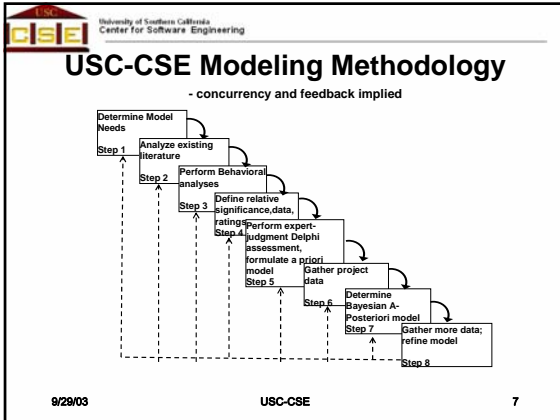 USC
CSE
University of Southern California
Center for Software Engineering
USC-CSE Modeling Methodology
- concurrency and feedback implied
Determine Model
Needs
Step 1
Analyze existing
literature
Step 2
Perform Behavioral
analyses
Step 3
Define relative
significance,data,
ratings
Step 4
Perform expert-
judgment Delphi
assessment,
formulate a priori
model
Step 5
Gather project
data
Step 6
Determine
Bayesian A-
Posteriori model
Step 7
Gather more data;
refine model
Step 8
9/29/03
USC-CSE
7